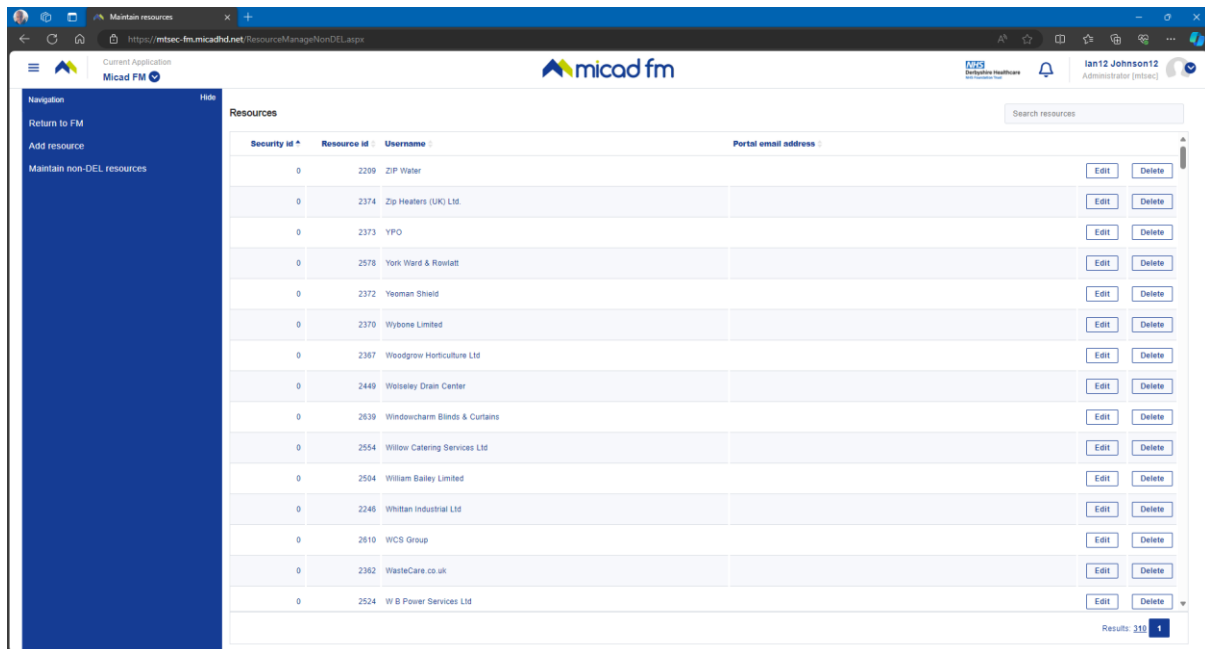 Maintain resources
https://mtsec-fm.micadhd.net/ResourceManageNonDEL.aspx
Current Application
Micad FM
micad fm
NHS
Derbyshire Healthcare
NHS Foundation Trust
Ian12 Johnson12
Administrator [mtsec]
Navigation Hide
Return to FM
Add resource
Maintain non-DEL resources
Resources
Search resources
Security id Resource id Username Portal email address
0 2209 ZIP Water Edit Delete
0 2374 Zip Heaters (UK) Ltd. Edit Delete
0 2373 YPO Edit Delete
0 2578 York Ward & Rowlatt Edit Delete
0 2372 Yeoman Shield Edit Delete
0 2370 Wybone Limited Edit Delete
0 2367 Woodgrow Horticulture Ltd Edit Delete
0 2449 Wolseley Drain Center Edit Delete
0 2639 Windowcharm Blinds & Curtains Edit Delete
0 2554 Willow Catering Services Ltd Edit Delete
0 2504 William Bailey Limited Edit Delete
0 2246 Whittan Industrial Ltd Edit Delete
0 2610 WCS Group Edit Delete
0 2362 WasteCare.co.uk Edit Delete
0 2524 W B Power Services Ltd Edit Delete
Results: 310 1